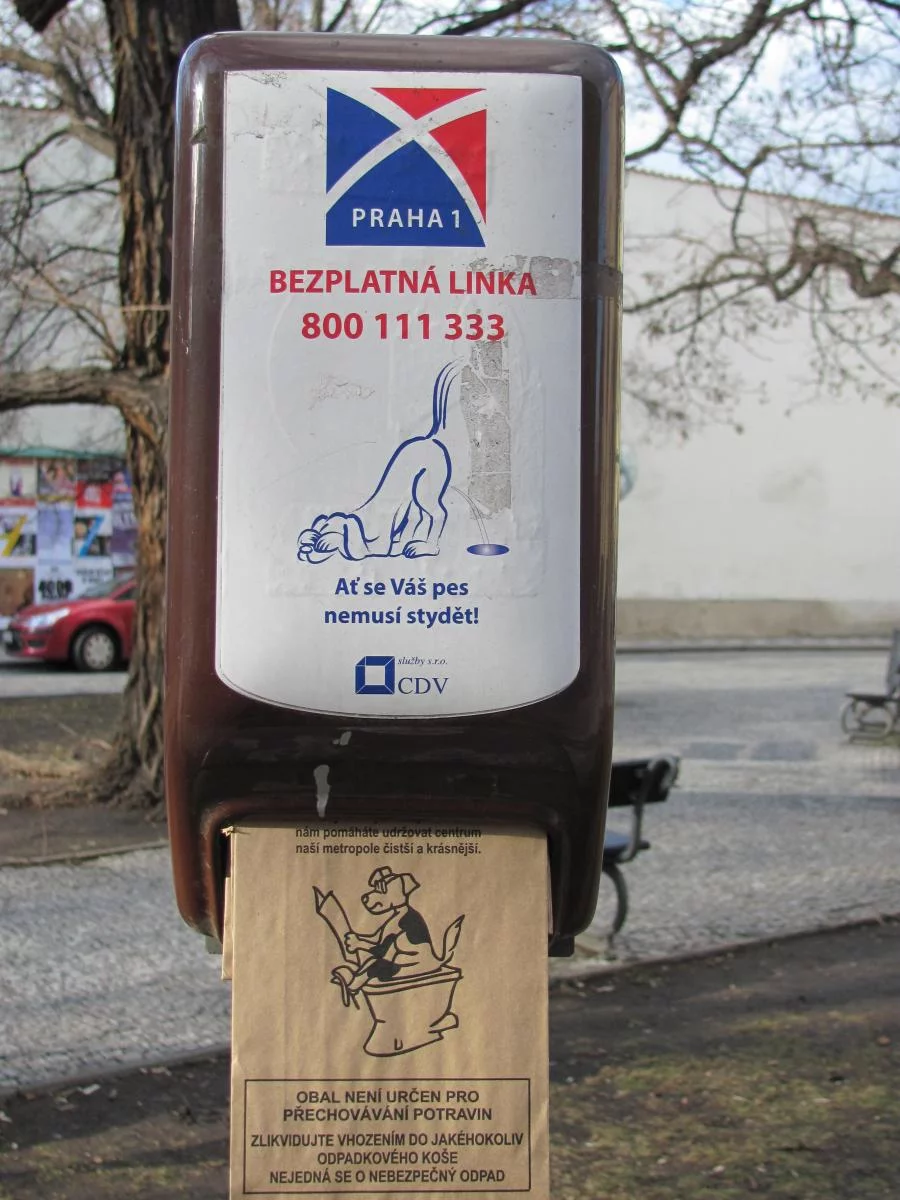 PRAHA 1
BEZPLATNÁ LINKA
800 111 333
Ať se Váš pes
nemusí stydět!
služby s.r.o.
CDV
nám pomáháte udržovat centrum
naší metropole čistší a krásnější.
OBAL NENÍ URČEN PRO
PŘECHOVÁVÁNÍ POTRAVIN
ZLIKVIDUJTE VHOZENÍM DO JAKÉHOKOLIV
ODPADKOVÉHO KOŠE
NEJEDNÁ SE O NEBEZPEČNÝ ODPAD